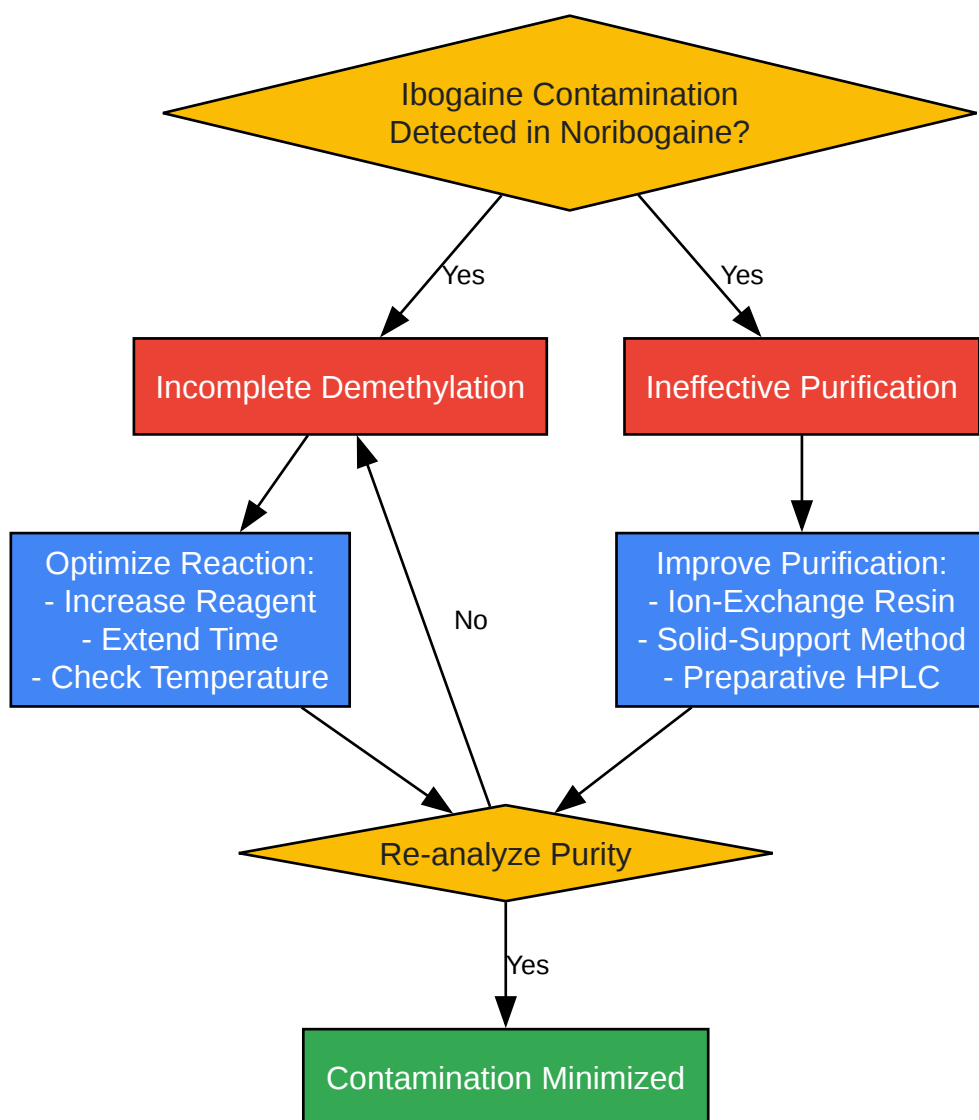 Ibogaine Contamination
Detected in Noribogaine?
Yes
Yes
Incomplete Demethylation
Ineffective Purification
Optimize Reaction:
- Increase Reagent
- Extend Time
- Check Temperature
Improve Purification:
- Ion-Exchange Resin
- Solid-Support Method
- Preparative HPLC
No
Re-analyze Purity
Yes
Contamination Minimized